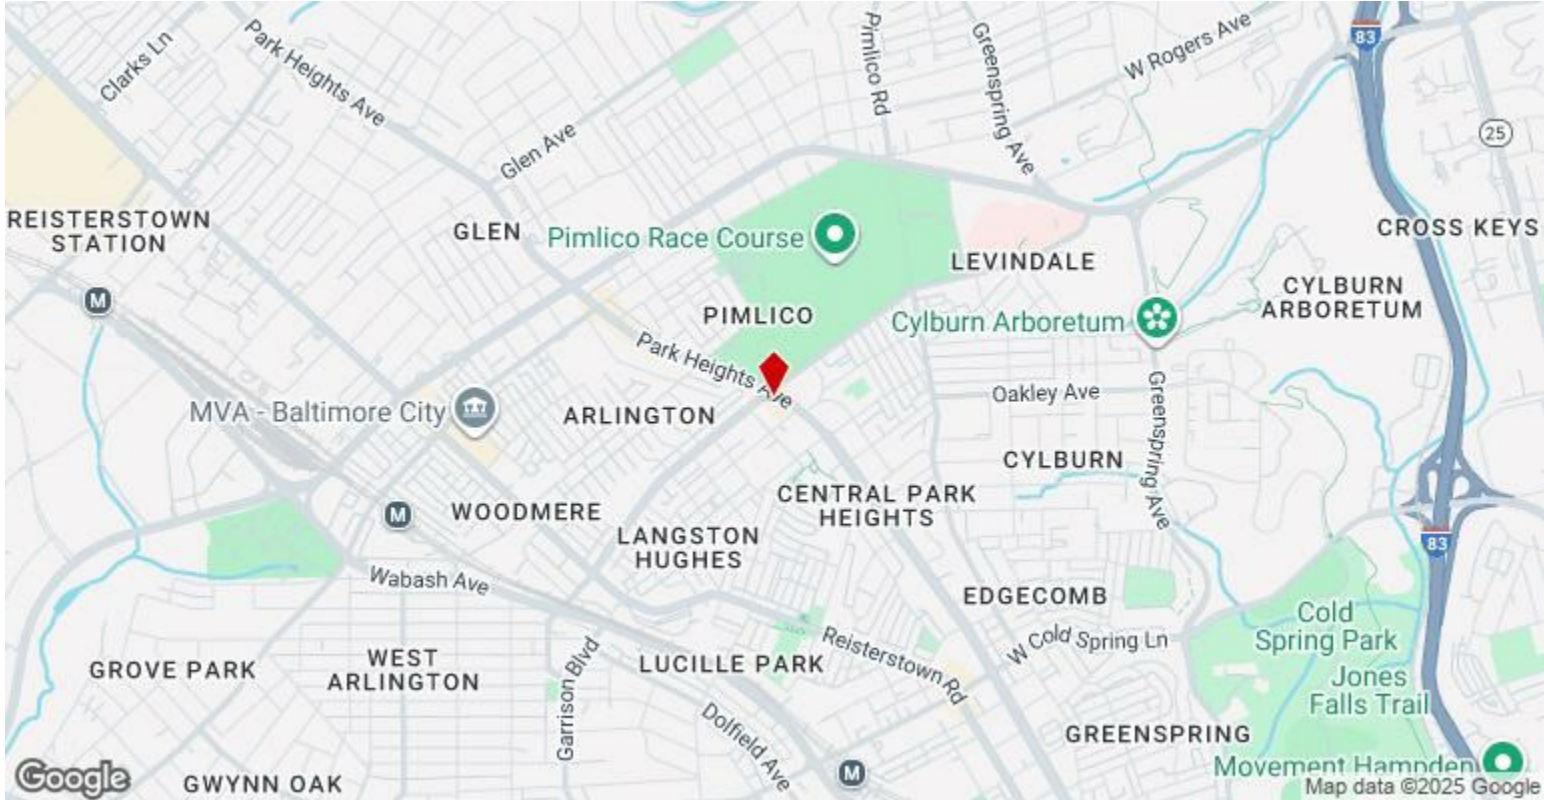 Clarks Ln
Park Heights Ave
Pimlico Rd
Greenspring Ave
W Rogers Ave
83
25
Glen Ave
REISTERSTOWN
STATION
GLEN
Pimlico Race Course
CROSS KEYS
LEVINDALE
CYLBURN
ARBORETUM
M
PIMLICO
Cylburn Arboretum
Park Heights Ave
Oakley Ave
Greenspring Ave
MVA - Baltimore City
ARLINGTON
CYLBURN
CENTRAL PARK
HEIGHTS
M
WOODMERE
LANGSTON
HUGHES
83
Wabash Ave
EDGECOMB
Cold
Spring Park
W Cold Spring Ln
Reisterstown Rd
GROVE PARK
WEST
ARLINGTON
LUCILLE PARK
Garrison Blvd
Jones
Falls Trail
Dolfield Ave
GREENSPRING
Movement Hampden
M
Google
GWYNN OAK
Map data ©2025 Google